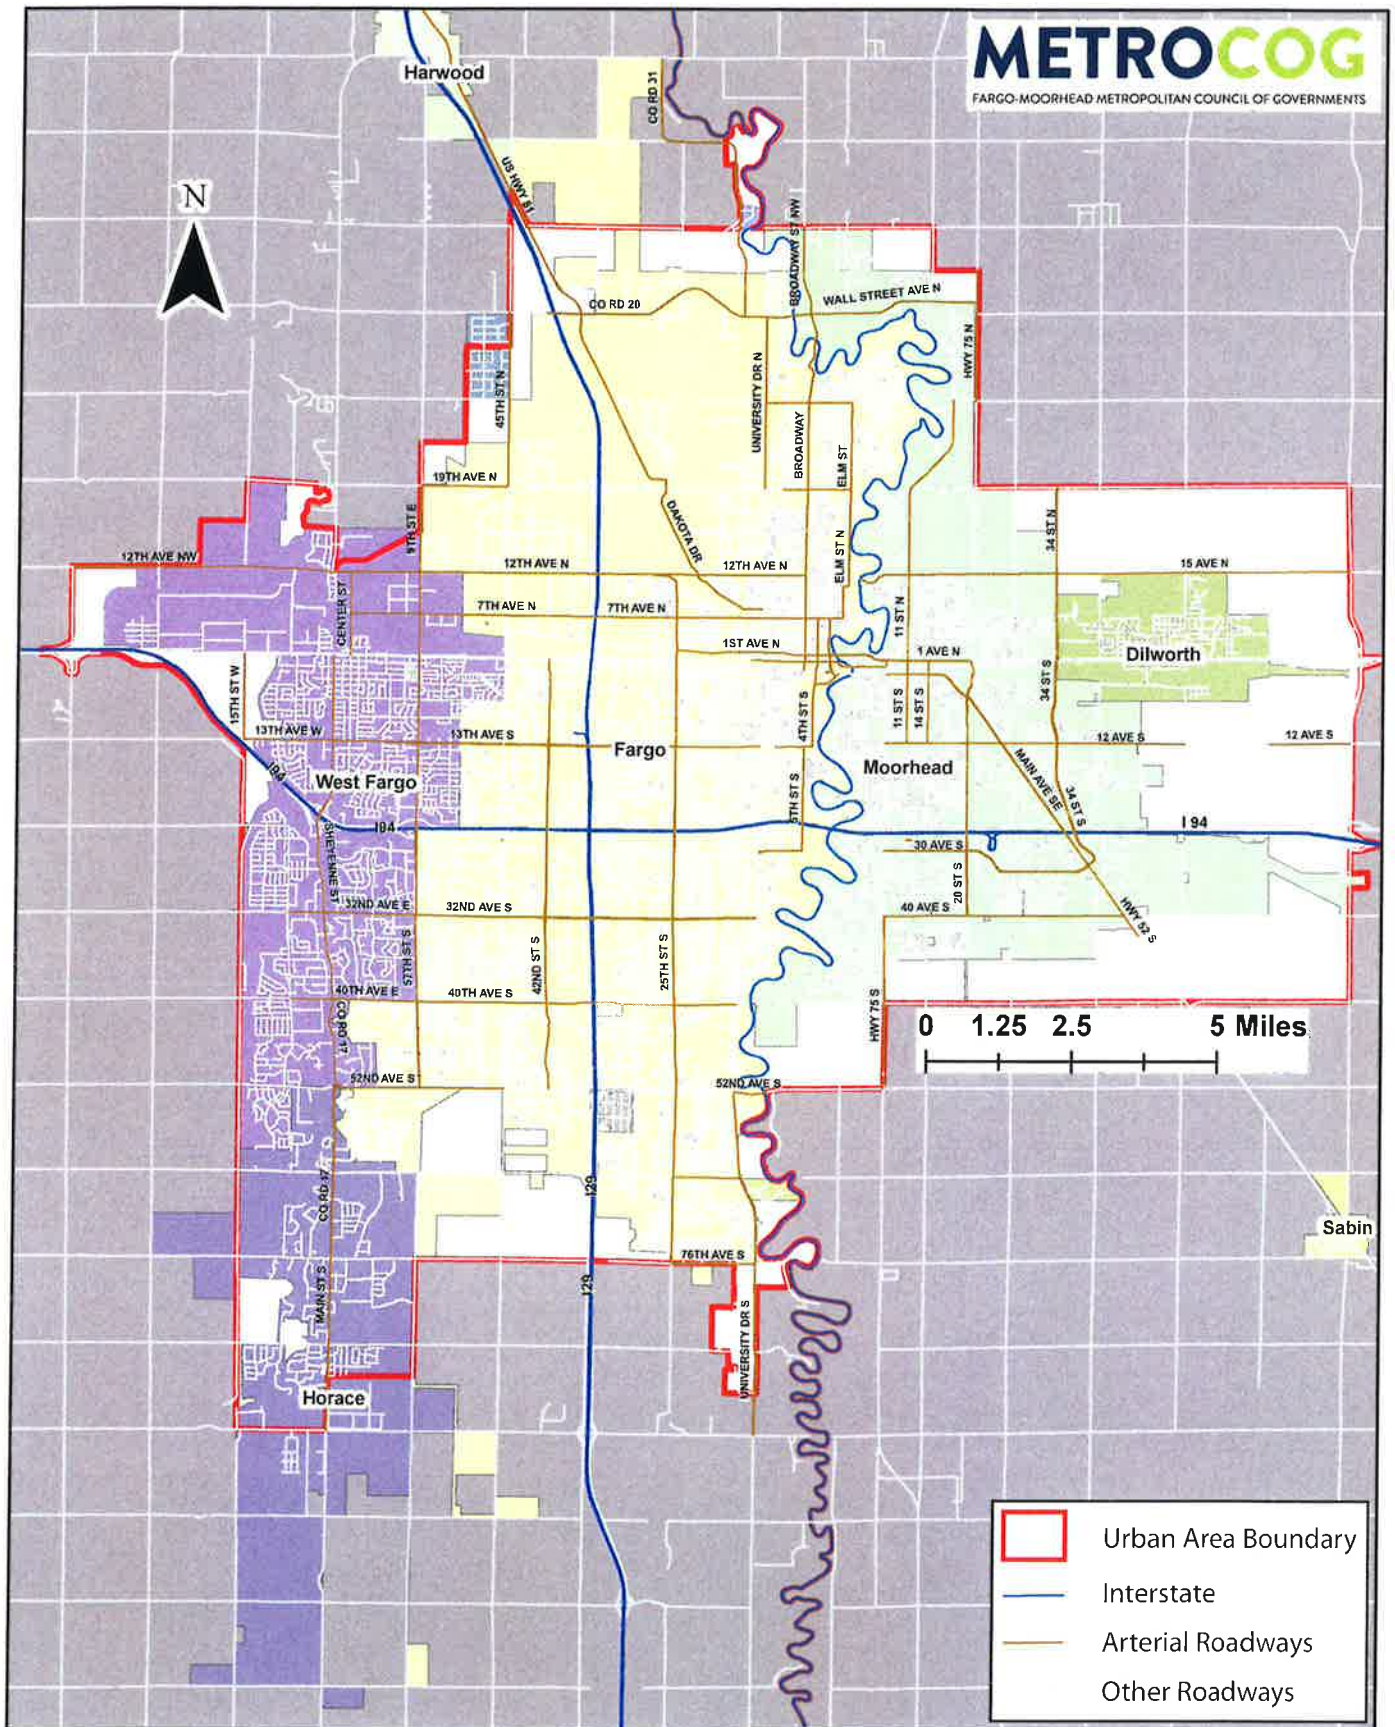 METROCOG
FARGO-MOORHEAD METROPOLITAN COUNCIL OF GOVERNMENTS
Harwood
CO RD 31
US HWY 81
N
BROADWAY ST NW
CO RD 20
WALL STREET AVE N
HWY 75 N
UNIVERSITY DR N
45TH ST N
BROADWAY
ELM ST
19TH AVE N
DAKOTA DR
9TH ST E
34 ST N
12TH AVE NW
12TH AVE N
12TH AVE N
ELM ST N
15 AVE N
CENTER ST
7TH AVE N
7TH AVE N
11 ST N
1ST AVE N
1 AVE N
Dilworth
15TH ST W
34 ST S
4TH ST S
11 ST S
14 ST S
13TH AVE W
13TH AVE S
Fargo
12 AVE S
12 AVE S
West Fargo
Moorhead
MAIN AVE SE
I94
34 ST S
5TH ST S
I94
I 94
SHEYENNE ST
30 AVE S
20 ST S
32ND AVE E
32ND AVE S
40 AVE S
HWY 52 S
57TH ST S
42ND ST S
25TH ST S
40TH AVE E
40TH AVE S
CO RD 17
HWY 75 S
0 1.25 2.5 5 Miles
52ND AVE S
52ND AVE S
I29
CO RD 17
Sabin
76TH AVE S
I29
MAIN ST S
UNIVERSITY DR S
Horace
Urban Area Boundary
Interstate
Arterial Roadways
Other Roadways